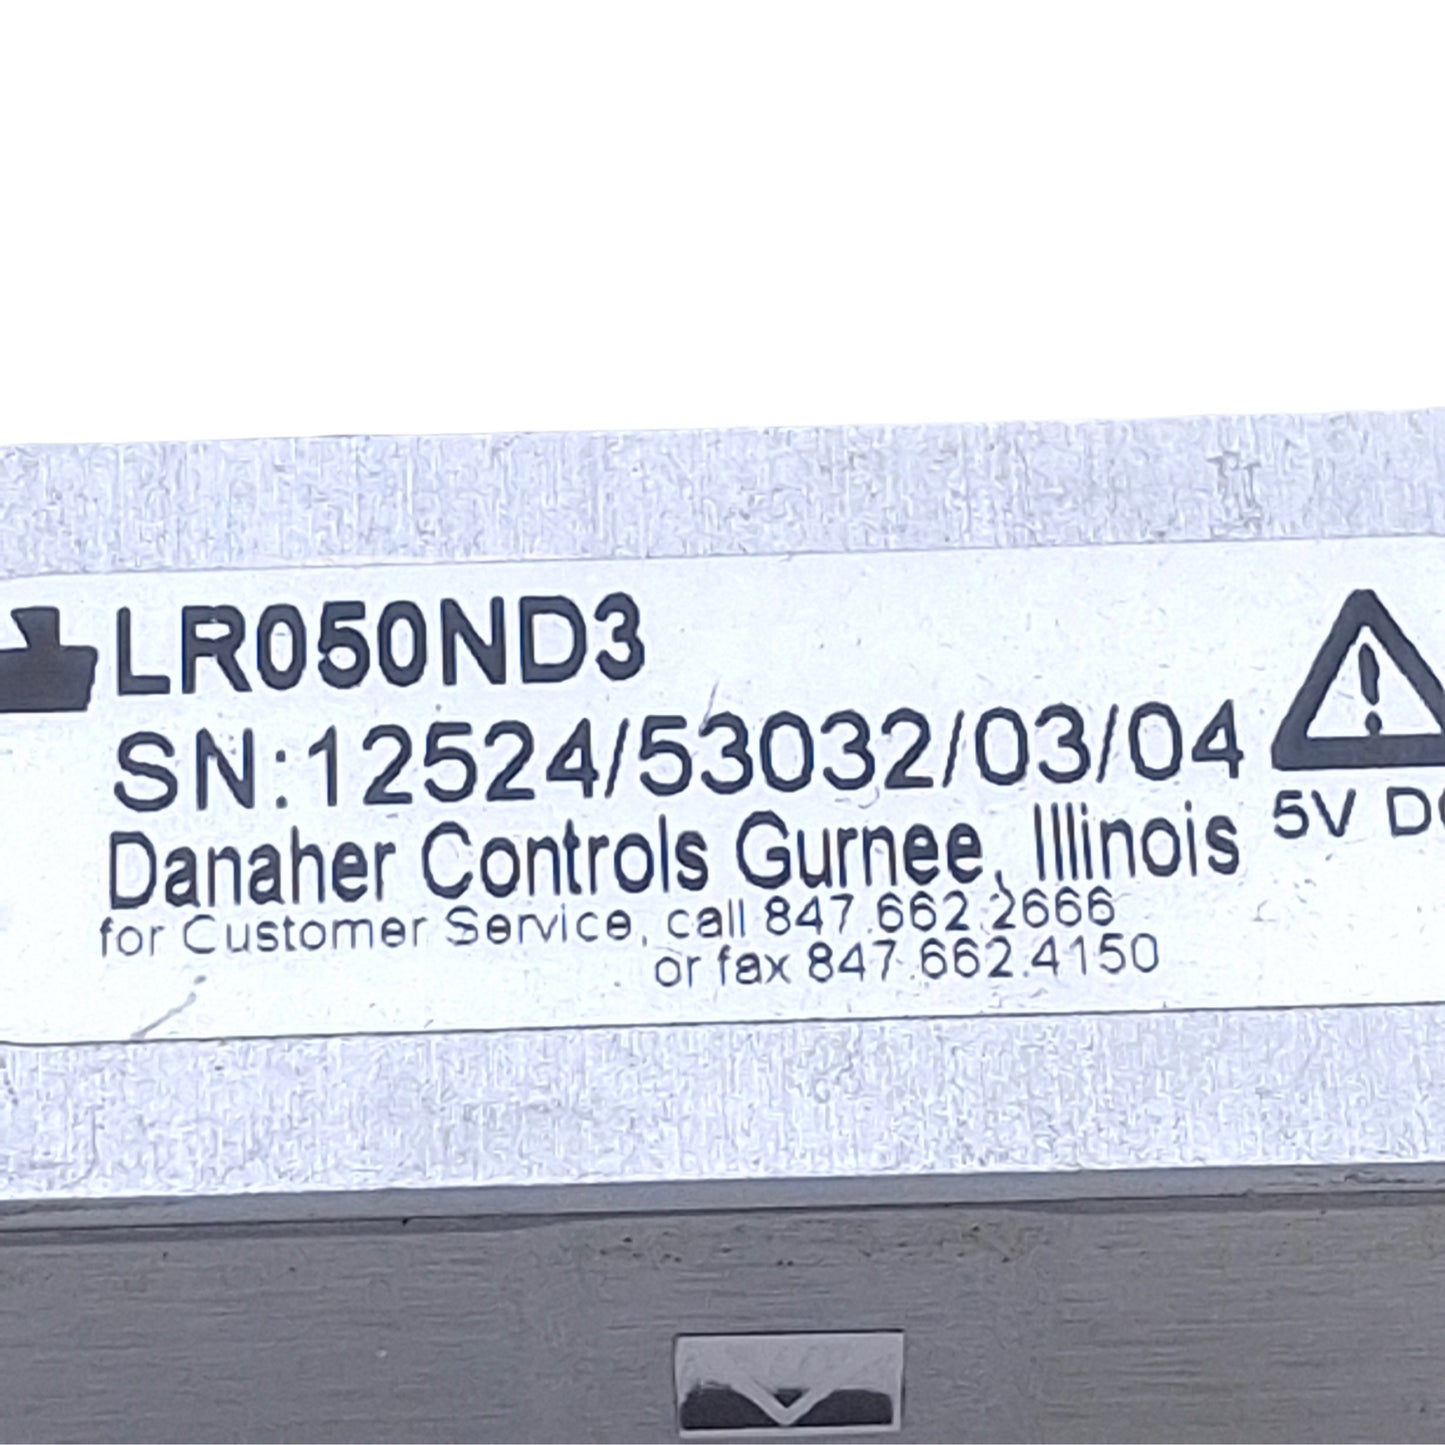 LR050ND3
SN:12524/53032/03/04
5V D
Danaher Controls Gurnee, Illinois
for Customer Service, call 847.662.2666
or fax 847.662.4150